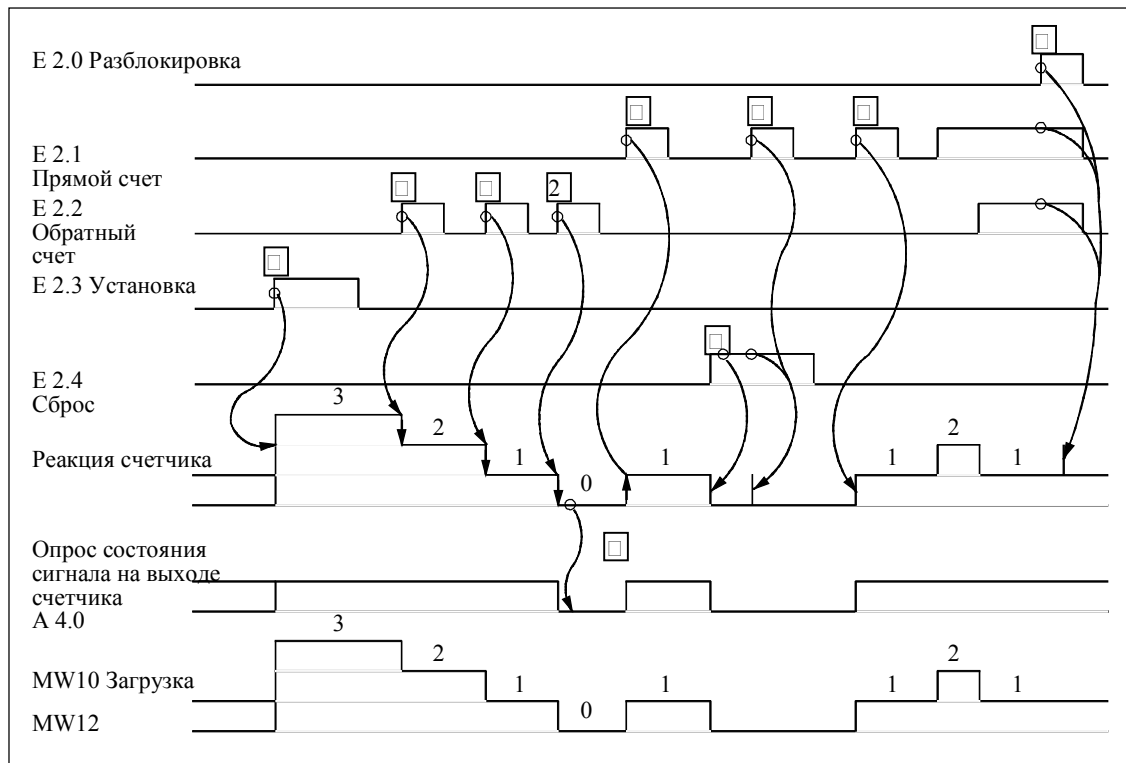 E 2.0 Разблокировка
E 2.1
Прямой счет
E 2.2
Обратный
счет
2
E 2.3 Установка
E 2.4
Сброс
3
2
Реакция счетчика
1
0
1
1
2
1
Опрос состояния
сигнала на выходе
счетчика
A 4.0
3
2
2
MW10 Загрузка
1
1
1
1
MW12
0